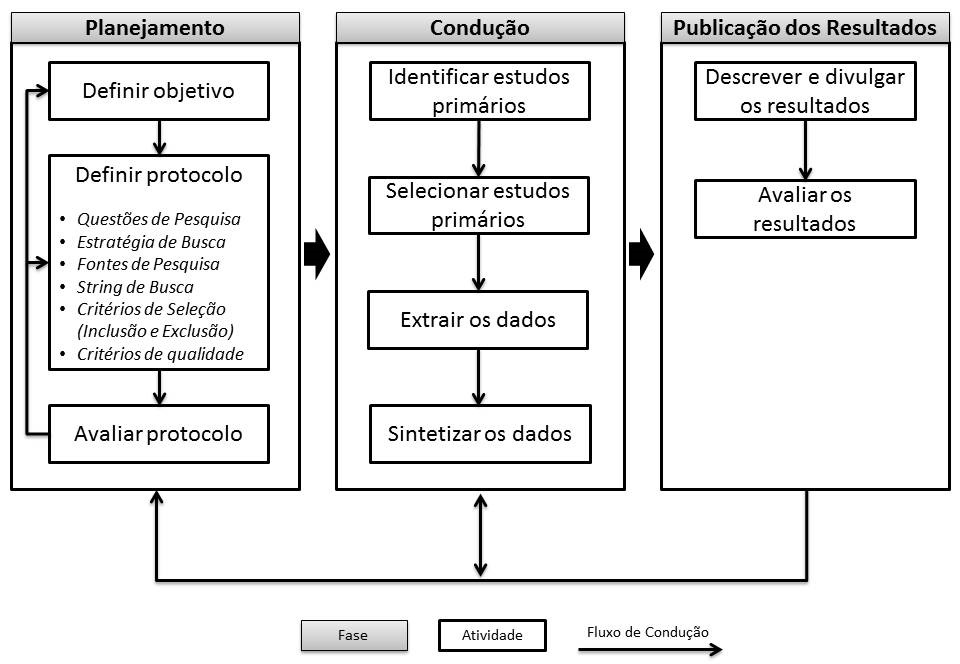 Planejamento
Definir objetivo
Definir protocolo
• Questões de Pesquisa
• Estratégia de Busca
• Fontes de Pesquisa
• String de Busca
• Critérios de Seleção
(Inclusão e Exclusão)
• Critérios de qualidade
Avaliar protocolo
Condução
Identificar estudos
primários
Selecionar estudos
primários
Extrair os dados
Sintetizar os dados
Publicação dos Resultados
Descrever e divulgar
os resultados
Avaliar os
resultados
Fase
Atividade
Fluxo de Condução